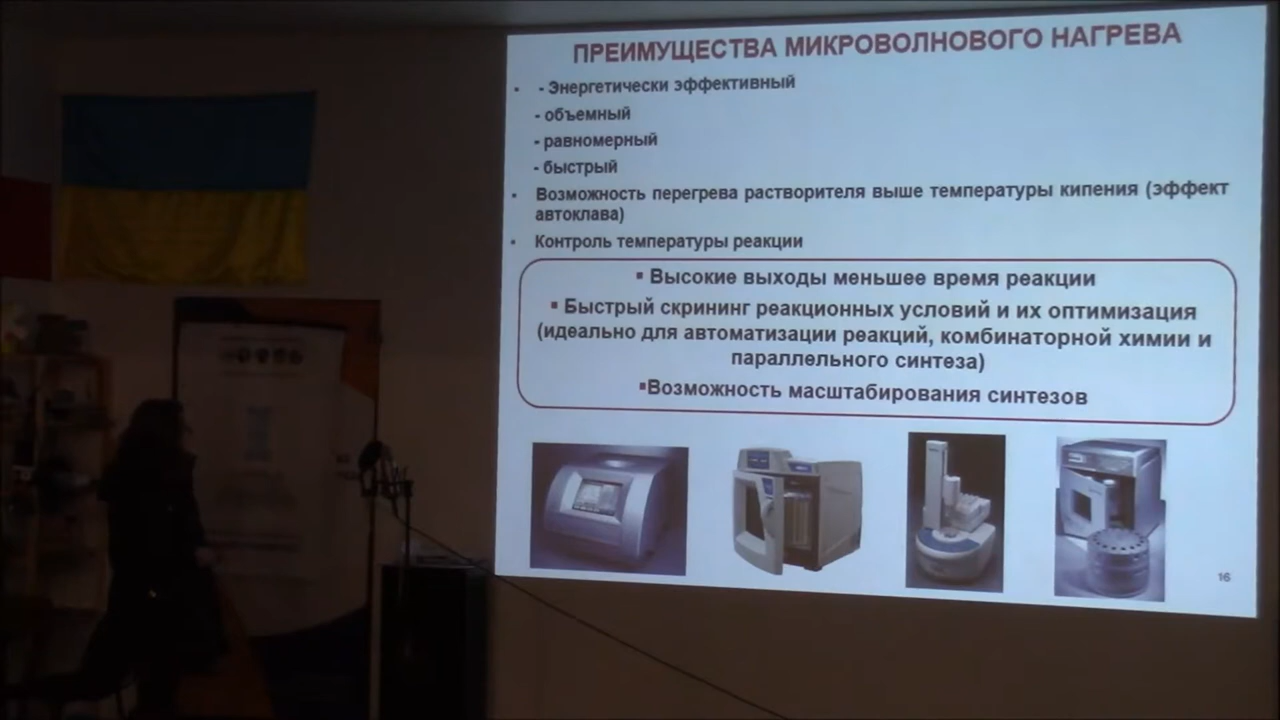 ПРЕИМУЩЕСТВА МИКРОВОЛНОВОГО НАГРЕВА
• - Энергетически эффективный
- объемный
- равномерный
- быстрый
• Возможность перегрева растворителя выше температуры кипения (эффект
автоклава)
• Контроль температуры реакции
▪ Высокие выходы меньшее время реакции
▪ Быстрый скрининг реакционных условий и их оптимизация
(идеально для автоматизации реакций, комбинаторной химии и
параллельного синтеза)
▪Возможность масштабирования синтезов
16